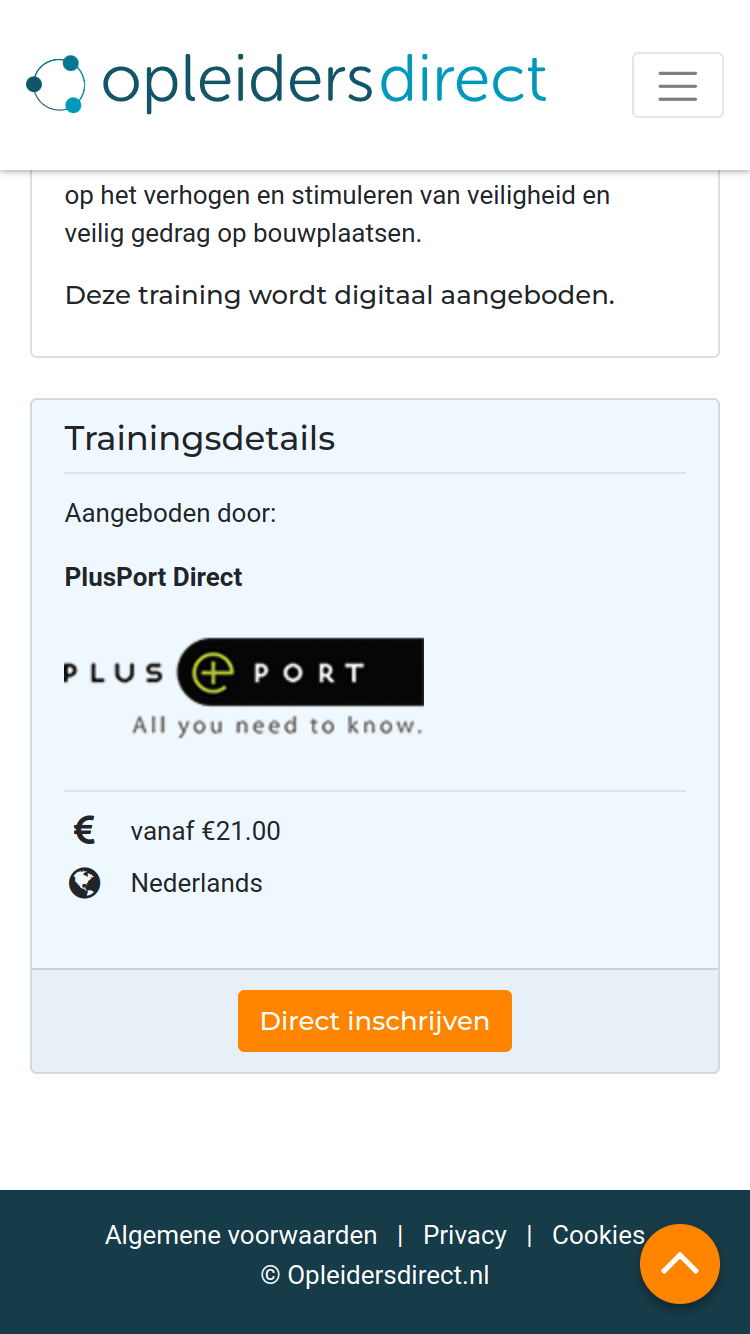 opleidersdirect
op het verhogen en stimuleren van veiligheid en
veilig gedrag op bouwplaatsen.
Deze training wordt digitaal aangeboden.
Trainingsdetails
Aangeboden door:
PlusPort Direct
PLUS PORT
All you need to know.
€ vanaf €21.00
Nederlands
Direct inschrijven
Algemene voorwaarden | Privacy | Cookies
© Opleidersdirect.nl